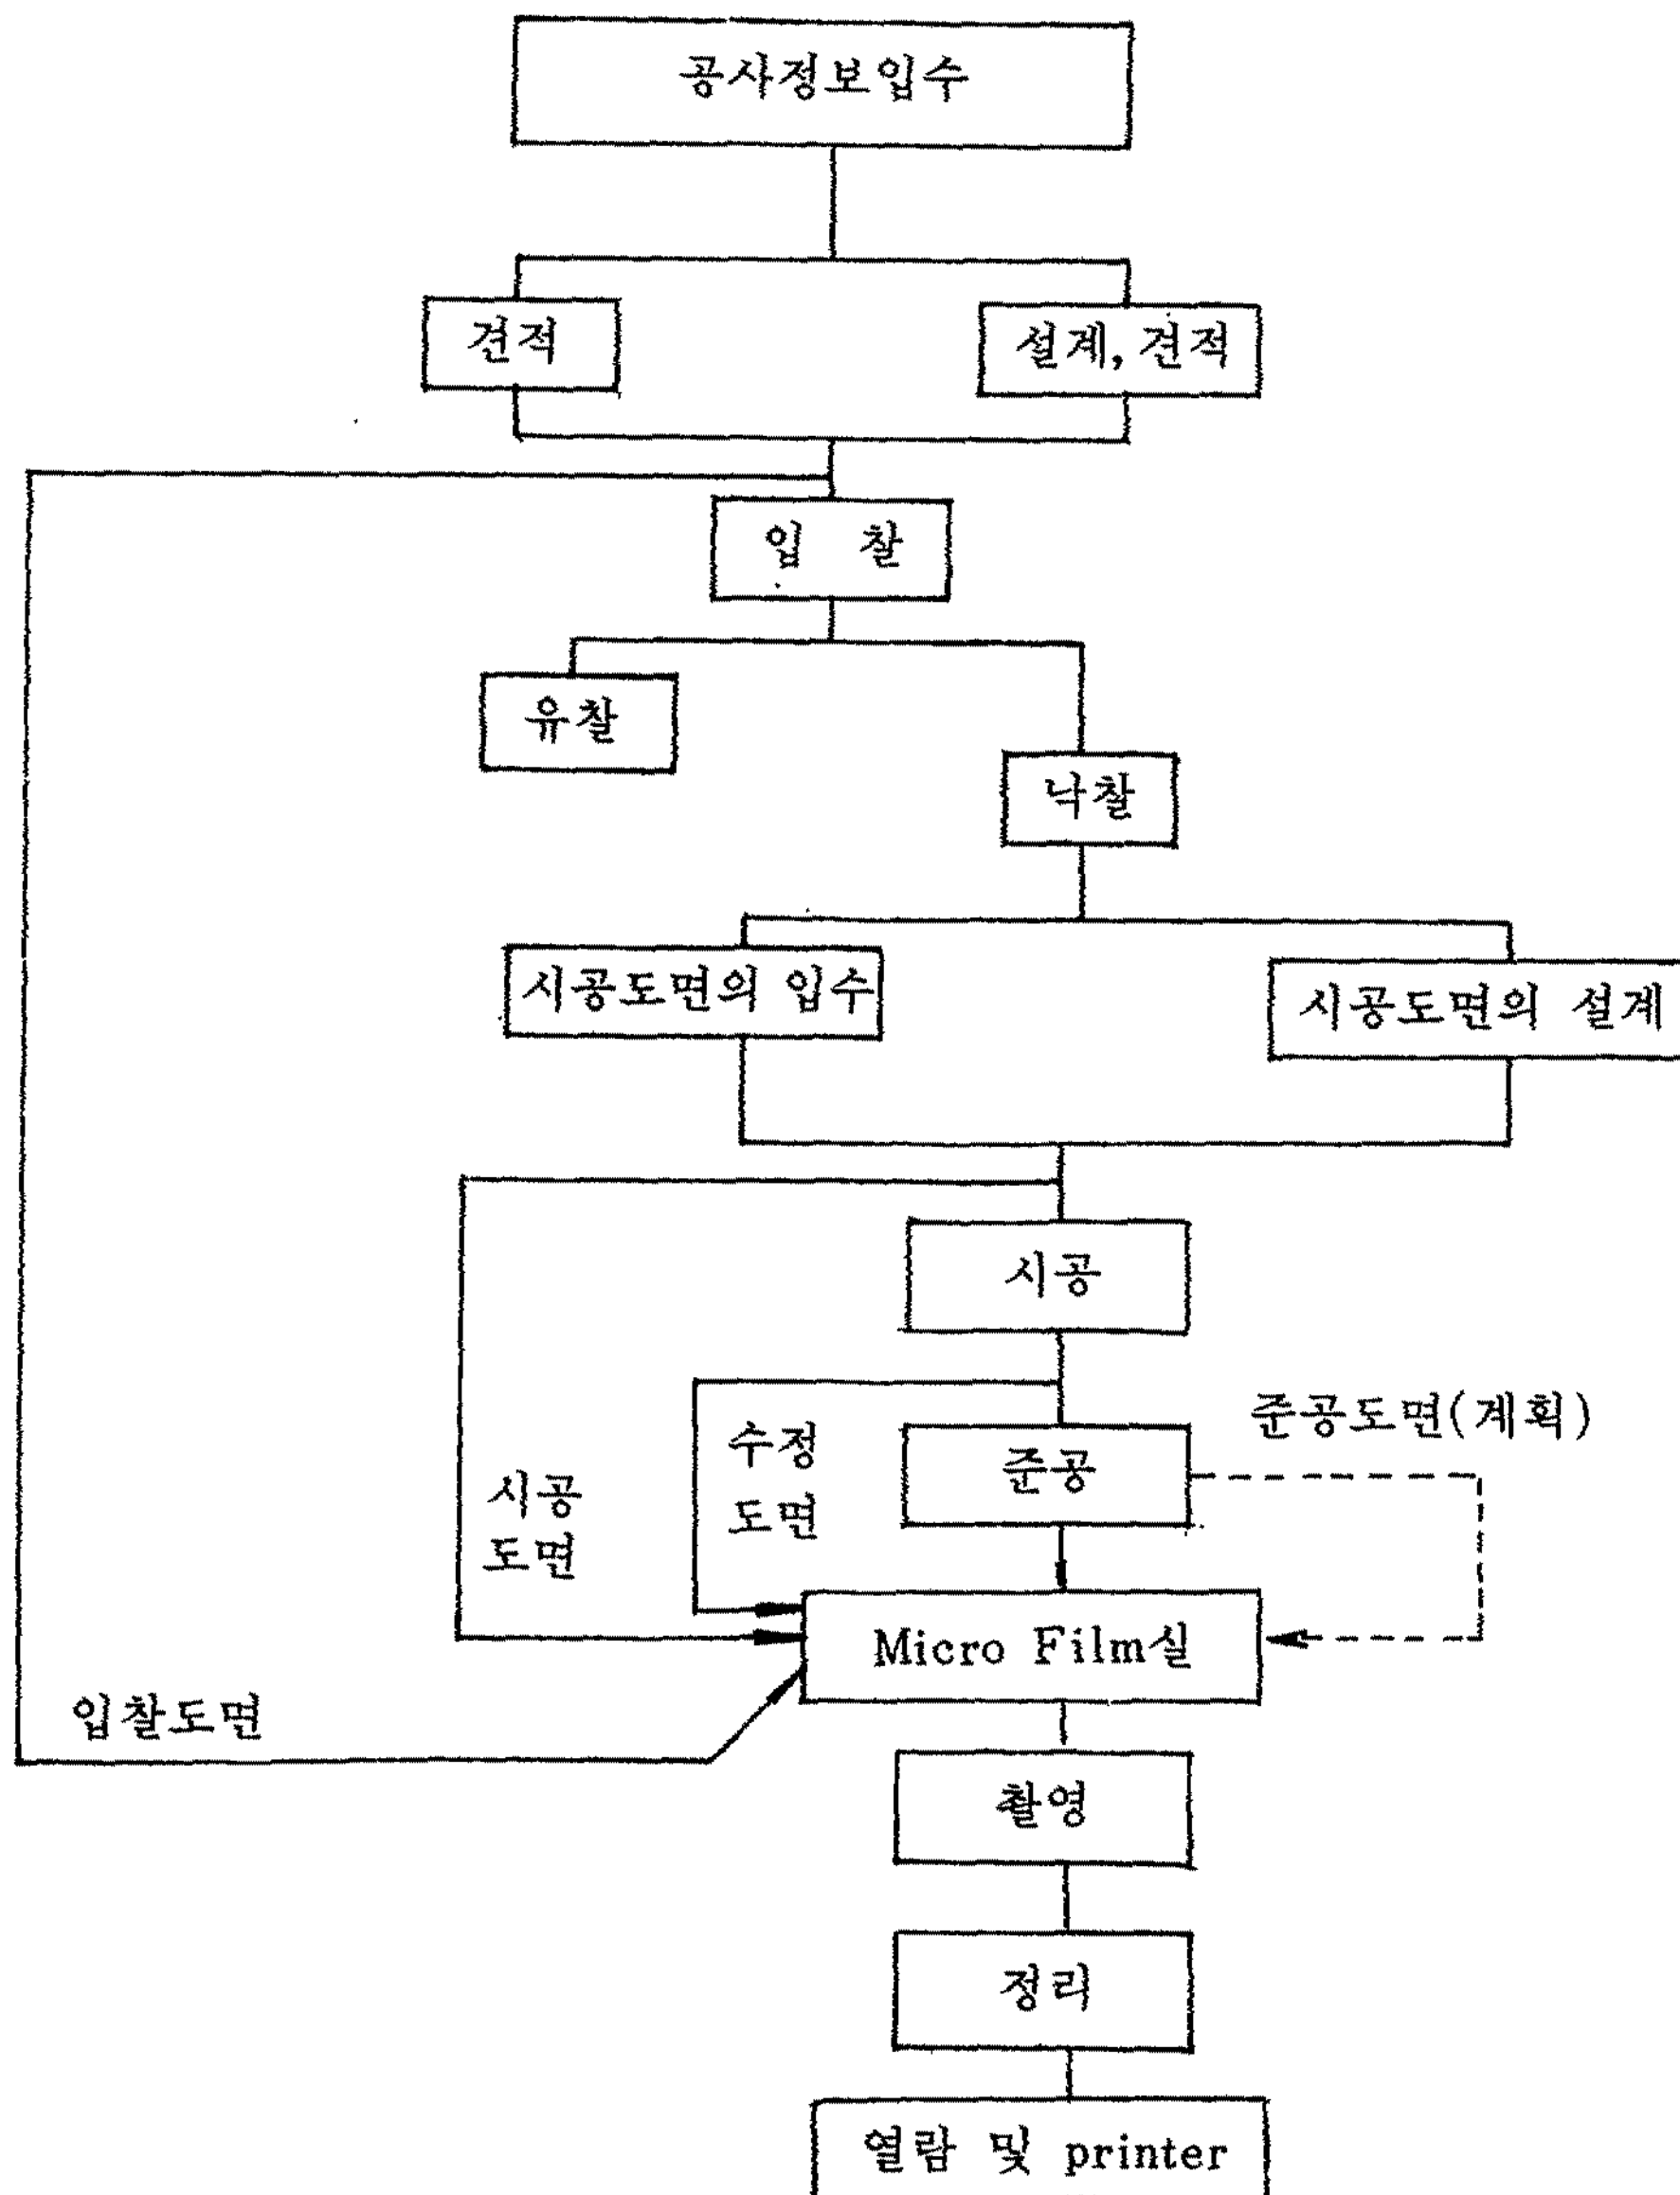 공사정보입수
견적
설계, 견적
입 찰
유찰
낙찰
시공도면의 입수
시공도면의 설계
시공
준공도면(계획)
수정
도면
준공
시공
도면
Micro Film실
입찰도면
촬영
정리
열람 및 printer